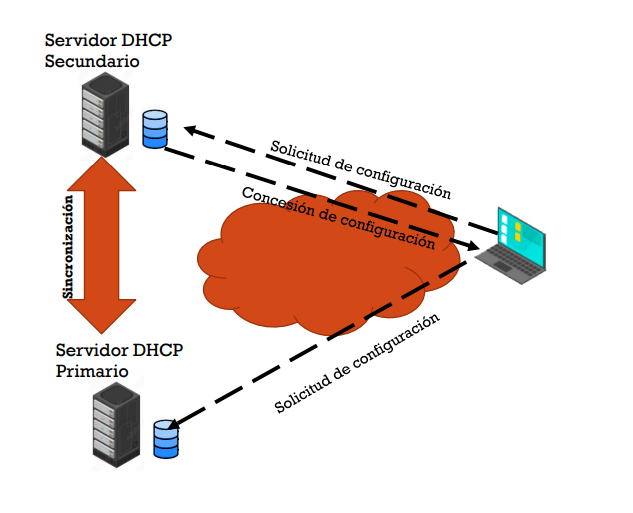 Servidor DHCP
Secundario
Solicitud de configuración
Concesión de configuración
Sincronización
Solicitud de configuración
Servidor DHCP
Primario